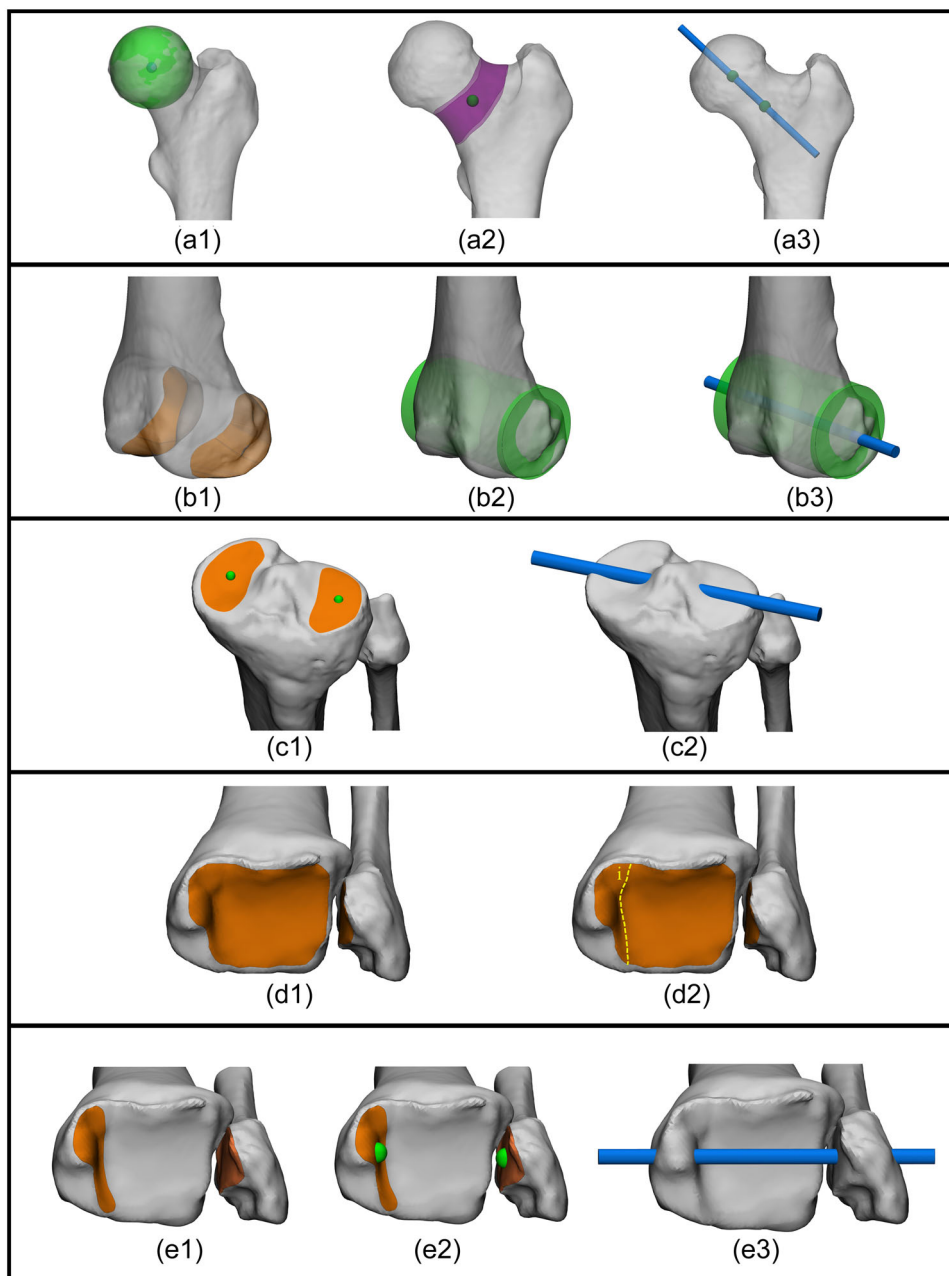 (a1) (a2) (a3)
(b1) (b2) (b3)
(c1) (c2)
i
(d1) (d2)
(e1) (e2) (e3)